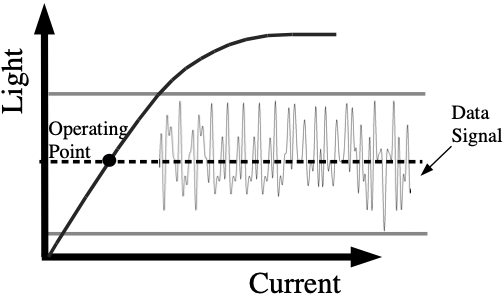 Light
Operating
Point
Data
Signal
Current